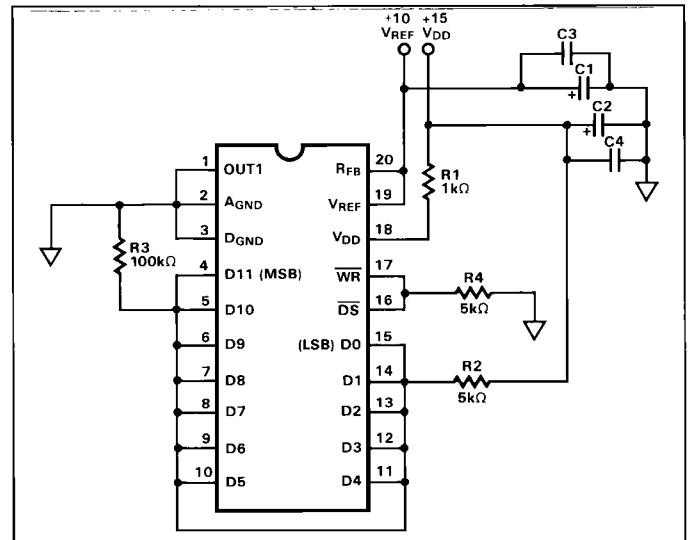 +10 +15
VREF VDD
C3
C1
+
C2
+
C4
1 OUT1
2 AGND
3 DGND
4 D11 (MSB)
5 D10
6 D9
7 D8
8 D7
9 D6
10 D5
20 RFB
19 VREF
18 VDD
17 WR
16 DS
15 (LSB) D0
14 D1
13 D2
12 D3
11 D4
R1
1kΩ
R3
100kΩ
R4
5kΩ
R2
5kΩ